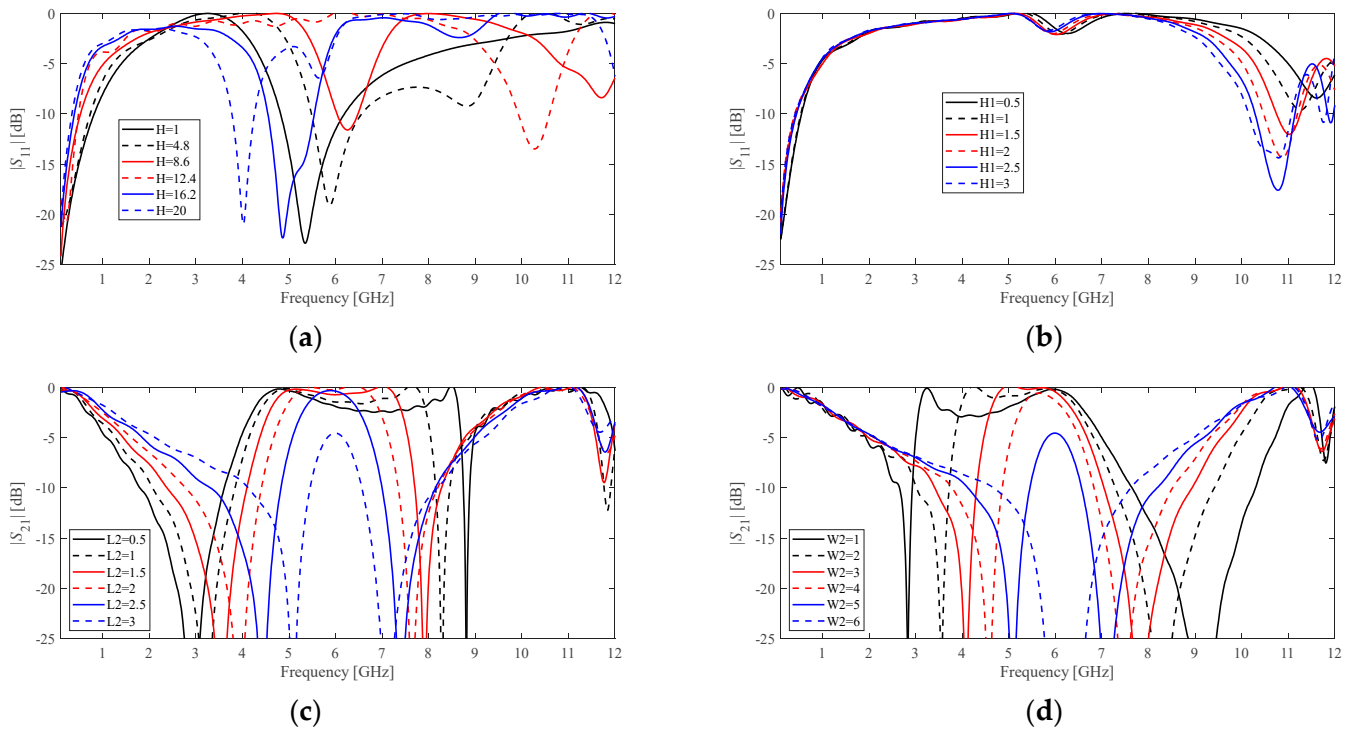 0
-5
-10
-15
-20
-25
|S11| [dB]
H=1
H=4.8
H=8.6
H=12.4
H=16.2
H=20
1 2 3 4 5 6 7 8 9 10 11 12
Frequency [GHz]
(a)
0
-5
-10
-15
-20
-25
|S11| [dB]
H1=0.5
H1=1
H1=1.5
H1=2
H1=2.5
H1=3
1 2 3 4 5 6 7 8 9 10 11 12
Frequency [GHz]
(b)
0
-5
-10
-15
-20
-25
|S21| [dB]
L2=0.5
L2=1
L2=1.5
L2=2
L2=2.5
L2=3
1 2 3 4 5 6 7 8 9 10 11 12
Frequency [GHz]
(c)
0
-5
-10
-15
-20
-25
|S21| [dB]
W2=1
W2=2
W2=3
W2=4
W2=5
W2=6
1 2 3 4 5 6 7 8 9 10 11 12
Frequency [GHz]
(d)